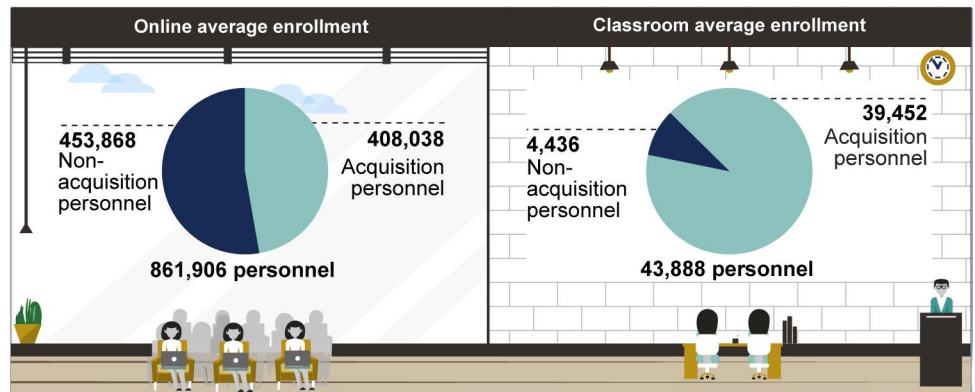 Online average enrollment
453,868
Non-
acquisition
personnel
408,038
Acquisition
personnel
861,906 personnel
Classroom average enrollment
4,436
Non-
acquisition
personnel
39,452
Acquisition
personnel
43,888 personnel